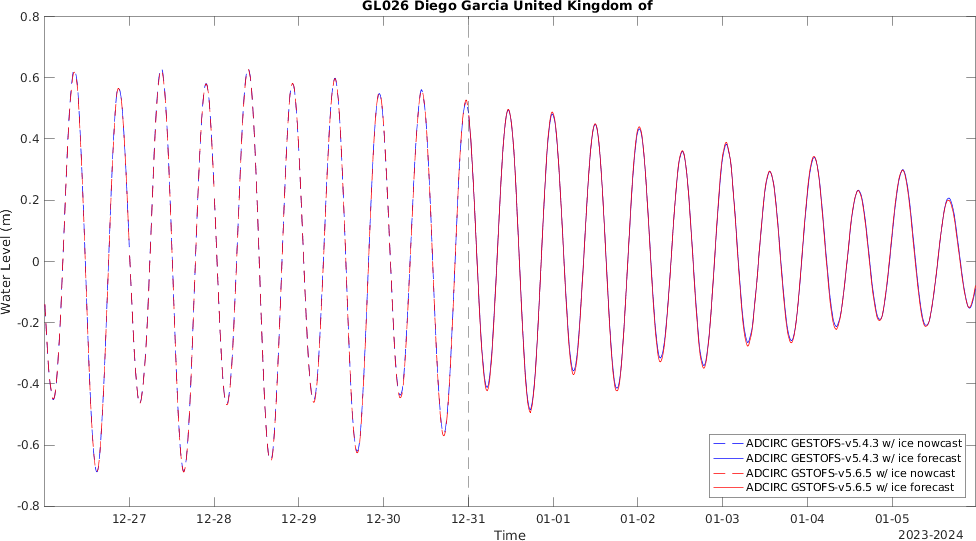 GL026 Diego Garcia United Kingdom of
0.8
0.6
0.4
0.2
0
-0.2
-0.4
-0.6
-0.8
Water Level (m)
ADCIRC GESTOFS-v5.4.3 w/ ice nowcast
ADCIRC GESTOFS-v5.4.3 w/ ice forecast
ADCIRC GSTOFS-v5.6.5 w/ ice nowcast
ADCIRC GSTOFS-v5.6.5 w/ ice forecast
12-27 12-28 12-29 12-30 12-31 01-01 01-02 01-03 01-04 01-05
Time
2023-2024